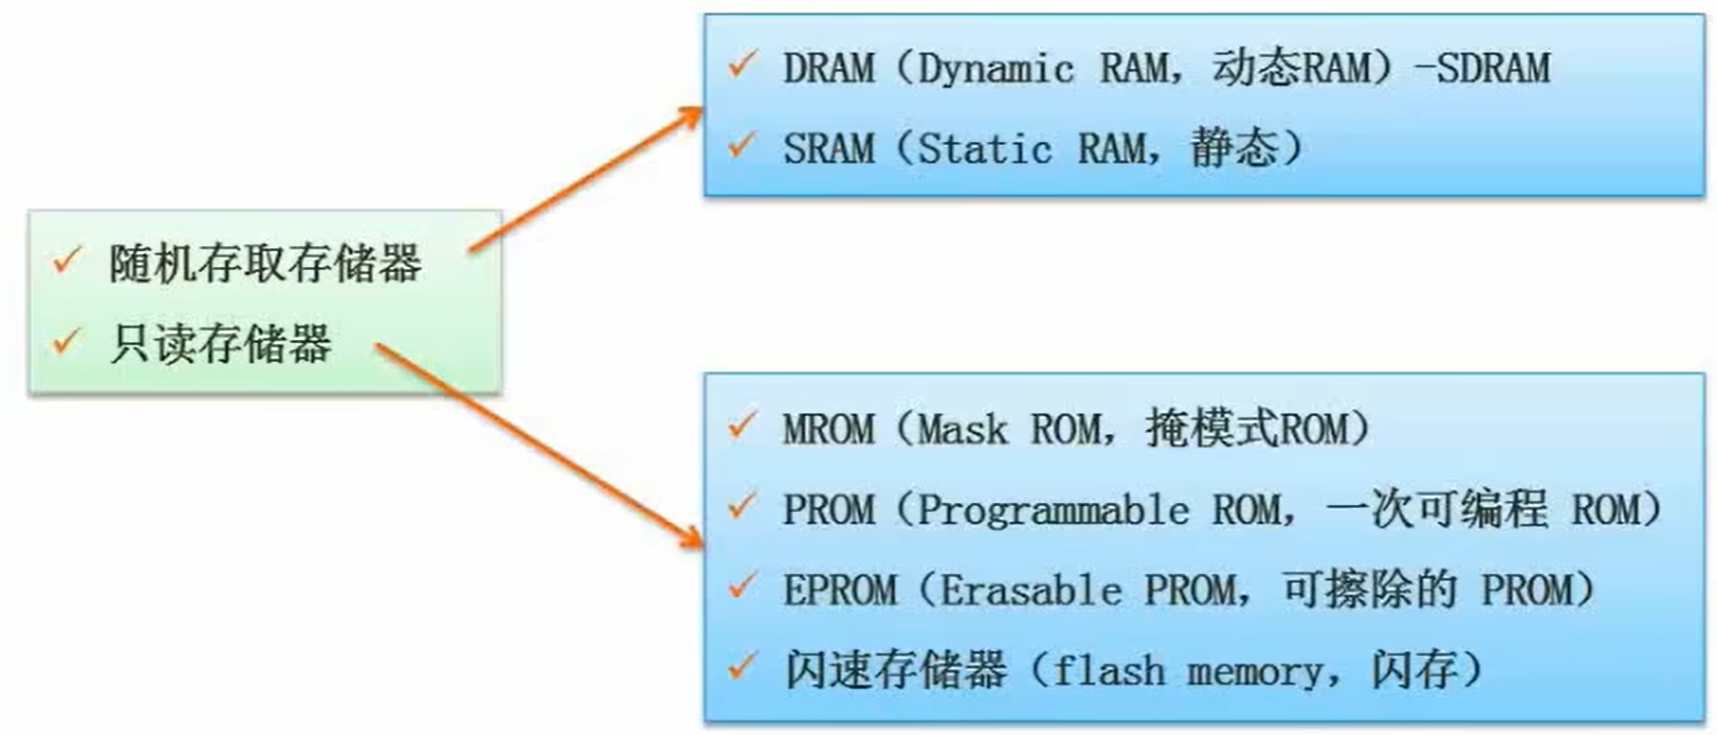 DRAM（Dynamic RAM，动态RAM）-SDRAM
SRAM（Static RAM，静态）
随机存取存储器
只读存储器
MROM（Mask ROM，掩模式ROM）
PROM（Programmable ROM，一次可编程 ROM）
EPROM（Erasable PROM，可擦除的 PROM）
闪速存储器（flash memory，闪存）